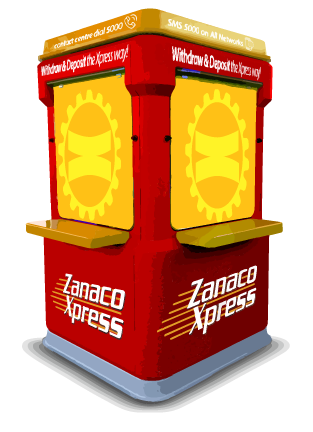 contact centre dial 5000
SMS 5000 on All Networks
Withdraw & Deposit the Xpress way!
Withdraw & Deposit the Xpress way!
Zanaco
Xpress
Zanaco
Xpress